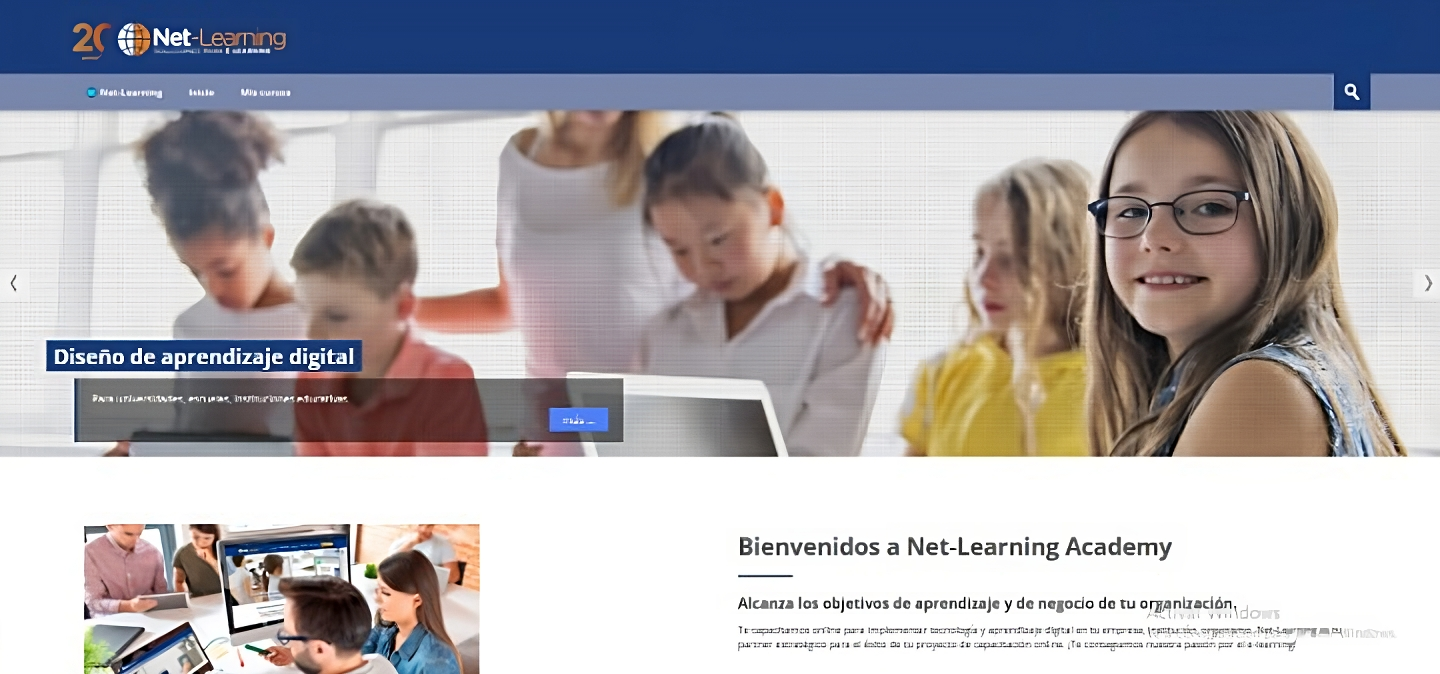 20 Net-Learning
Net-Learning Inicio Mis cursos
Diseño de aprendizaje digital
Para universidades, escuelas, instituciones educativas
Bienvenidos a Net-Learning Academy
Alcanza los objetivos de aprendizaje y de negocio de tu organización.
Te capacitamos online para implementar tecnología y aprendizaje digital en tu empresa, institución, organismo. Net-Learning
partner estratégico para el éxito de tu proyecto de capacitación online. ¡Te contagiamos nuestra pasión por el e-learning!
Activar Windows
Windows.